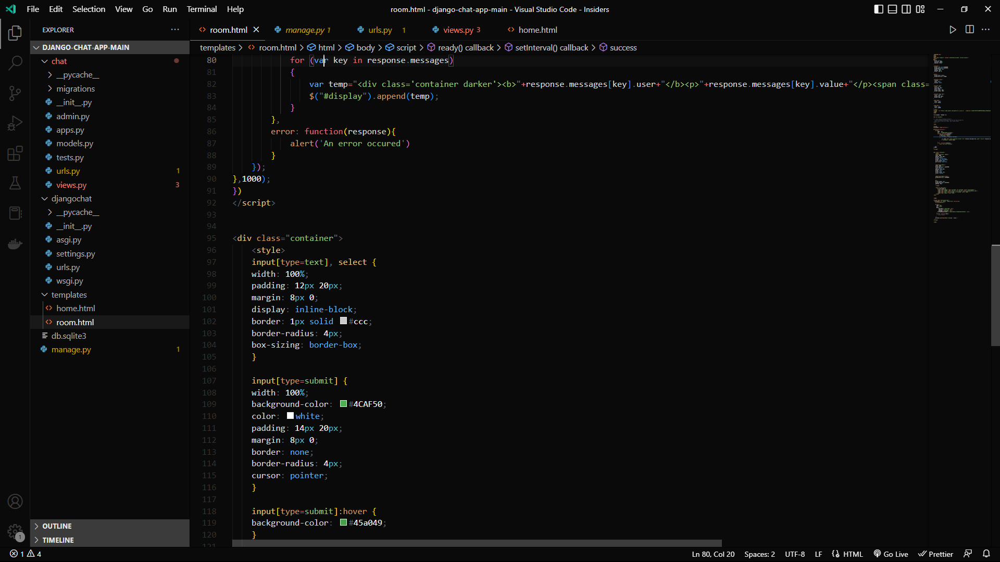 File Edit Selection View Go Run Terminal Help
room.html - django-chat-app-main - Visual Studio Code - Insiders
EXPLORER
DJANGO-CHAT-APP-MAIN
chat
__pycache__
migrations
__init__.py
admin.py
apps.py
models.py
tests.py
urls.py 1
views.py 3
djangochat
__pycache__
__init__.py
asgi.py
settings.py
urls.py
wsgi.py
templates
home.html
room.html
db.sqlite3
manage.py 1
OUTLINE
TIMELINE
room.html manage.py 1 urls.py 1 views.py 3 home.html
templates > room.html > html > body > script > ready() callback > setInterval() callback > success
80 for (var key in response.messages)
81 {
82 var temp="<div class='container darker'><b>"+response.messages[key].user+"</b><p>"+response.messages[key].value+"</p><span class=
83 $("#display").append(temp);
84 }
85 },
86 error: function(response){
87 alert('An error occured')
88 }
89 });
90 },1000);
91 })
92 </script>
93
94
95 <div class="container">
96 <style>
97 input[type=text], select {
98 width: 100%;
99 padding: 12px 20px;
100 margin: 8px 0;
101 display: inline-block;
102 border: 1px solid #ccc;
103 border-radius: 4px;
104 box-sizing: border-box;
105 }
106
107 input[type=submit] {
108 width: 100%;
109 background-color: #4CAF50;
110 color: white;
111 padding: 14px 20px;
112 margin: 8px 0;
113 border: none;
114 border-radius: 4px;
115 cursor: pointer;
116 }
117
118 input[type=submit]:hover {
119 background-color: #45a049;
120 }
121
1
1 4
Ln 80, Col 20 Spaces: 2 UTF-8 LF HTML Go Live Prettier